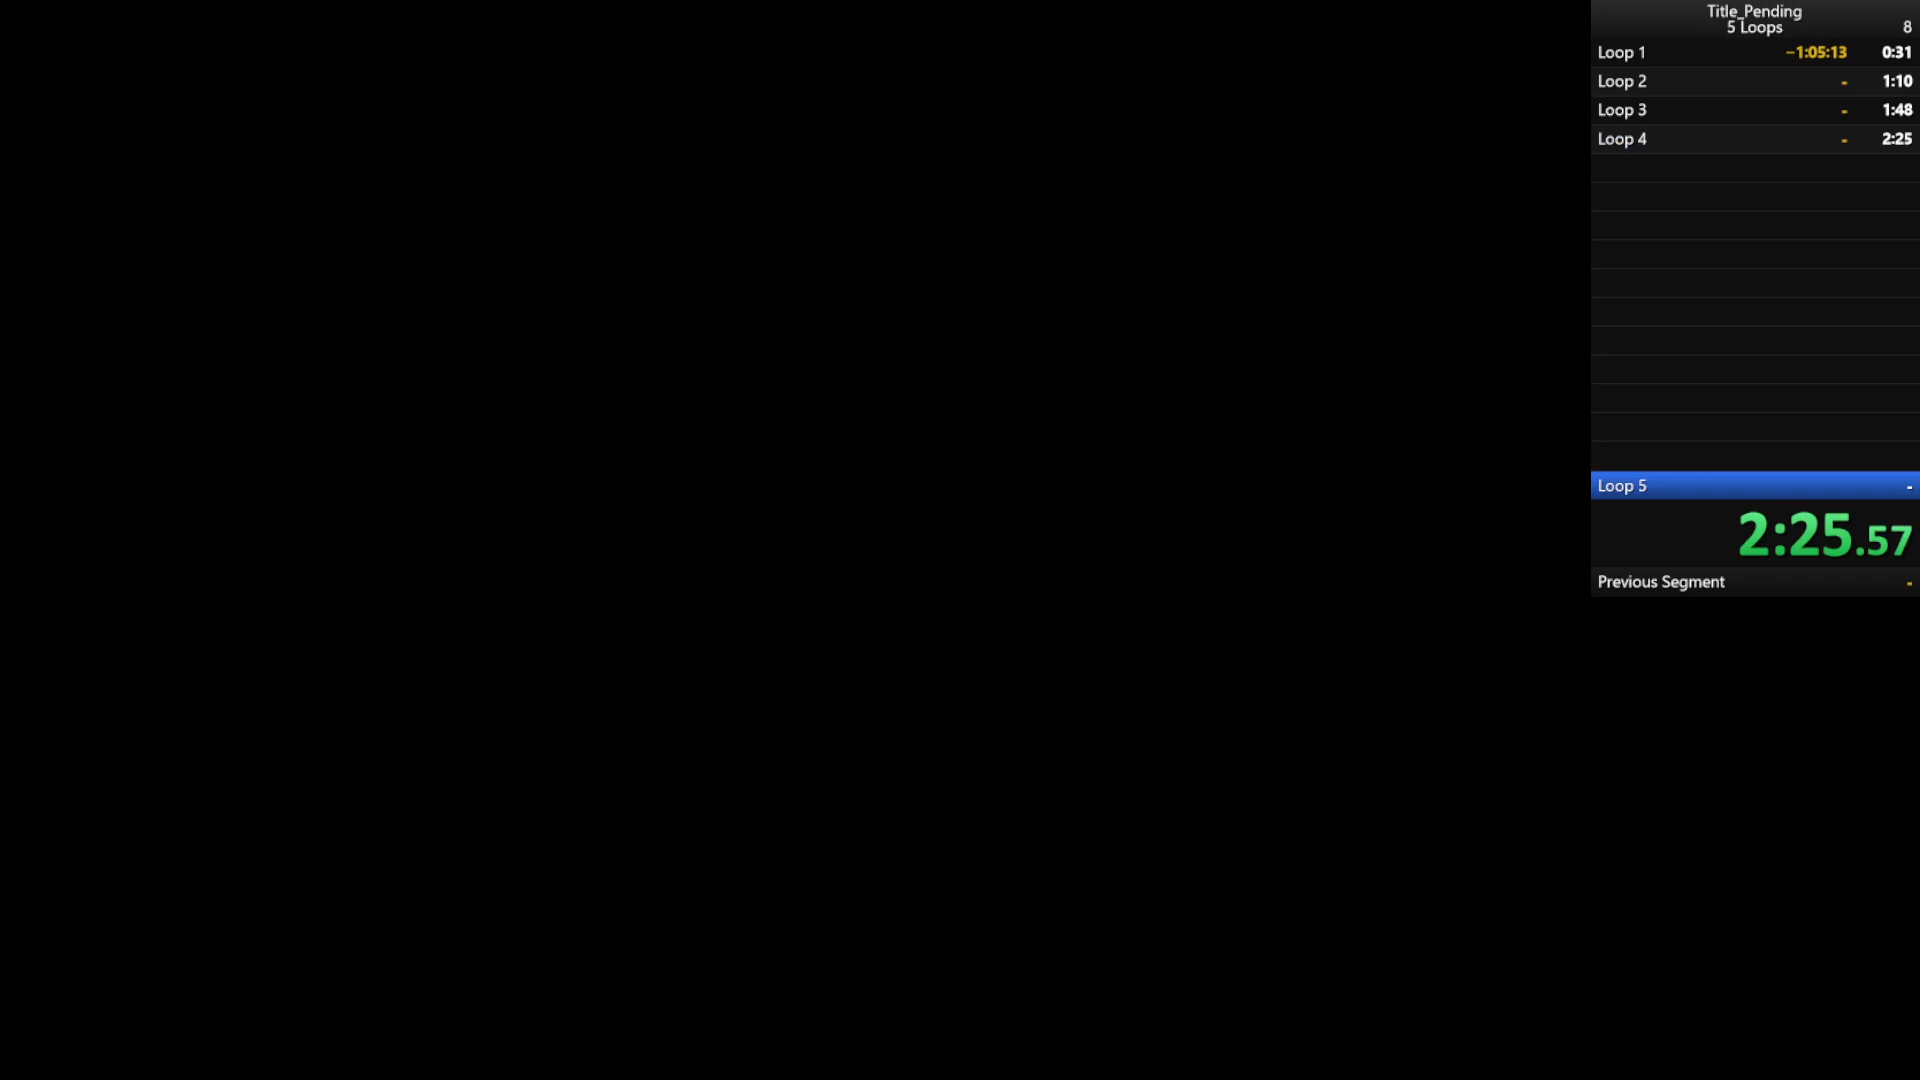 Title_Pending
5 Loops 8
Loop 1 −1:05:13 0:31
Loop 2 - 1:10
Loop 3 - 1:48
Loop 4 - 2:25
Loop 5 -
2:25.57
Previous Segment -